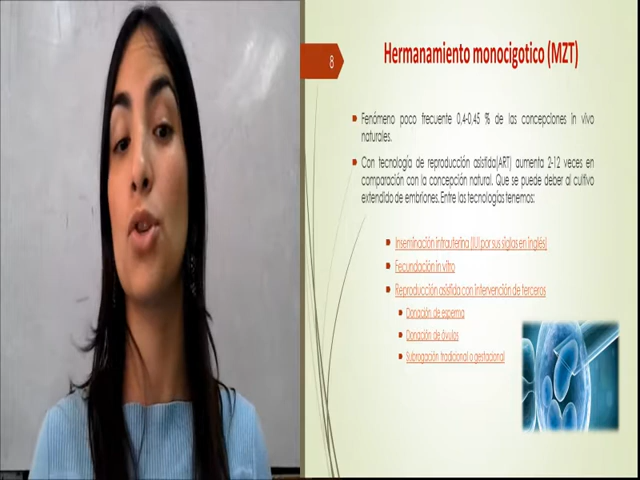 8
Hermanamiento monocigotico (MZT)
Fenómeno poco frecuente 0,4-0,45 % de las concepciones in vivo
naturales.
Con tecnología de reproducción asistida(ART) aumenta 2-12 veces en
comparación con la concepción natural. Que se puede deber al cultivo
extendido de embriones. Entre las tecnologías tenemos:
Inseminación intrauterina (IUI por sus siglas en inglés)
Fecundación in vitro
Reproducción asistida con intervención de terceros
Donación de esperma
Donación de óvulos
Subrogación tradicional o gestacional